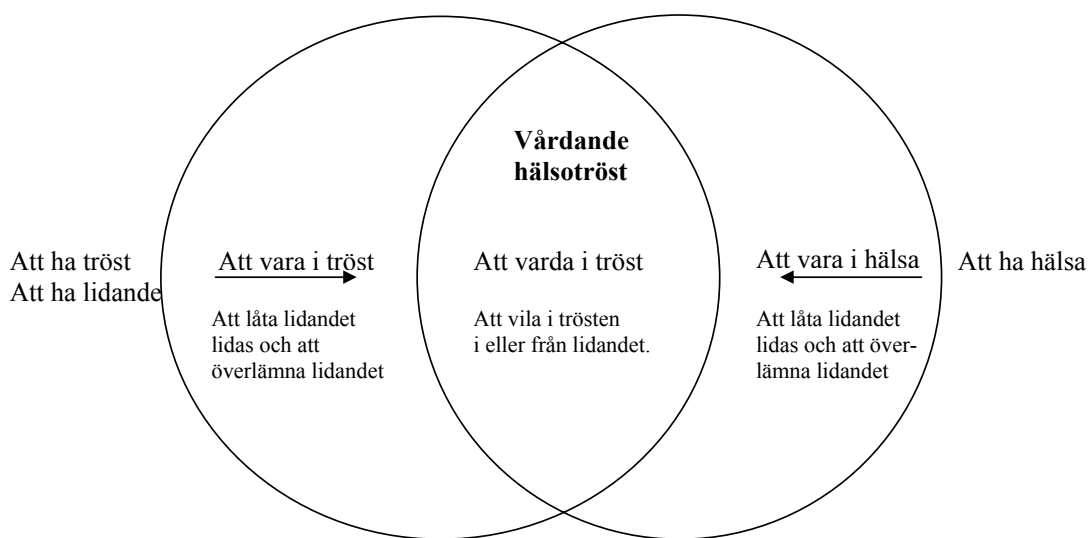 Vårdande
hälsotröst
Att ha tröst
Att ha lidande
Att vara i tröst
Att låta lidandet
lidas och att
överlämna lidandet
Att varda i tröst
Att vila i trösten
i eller från lidandet.
Att vara i hälsa
Att låta lidandet
lidas och att över-
lämna lidandet
Att ha hälsa